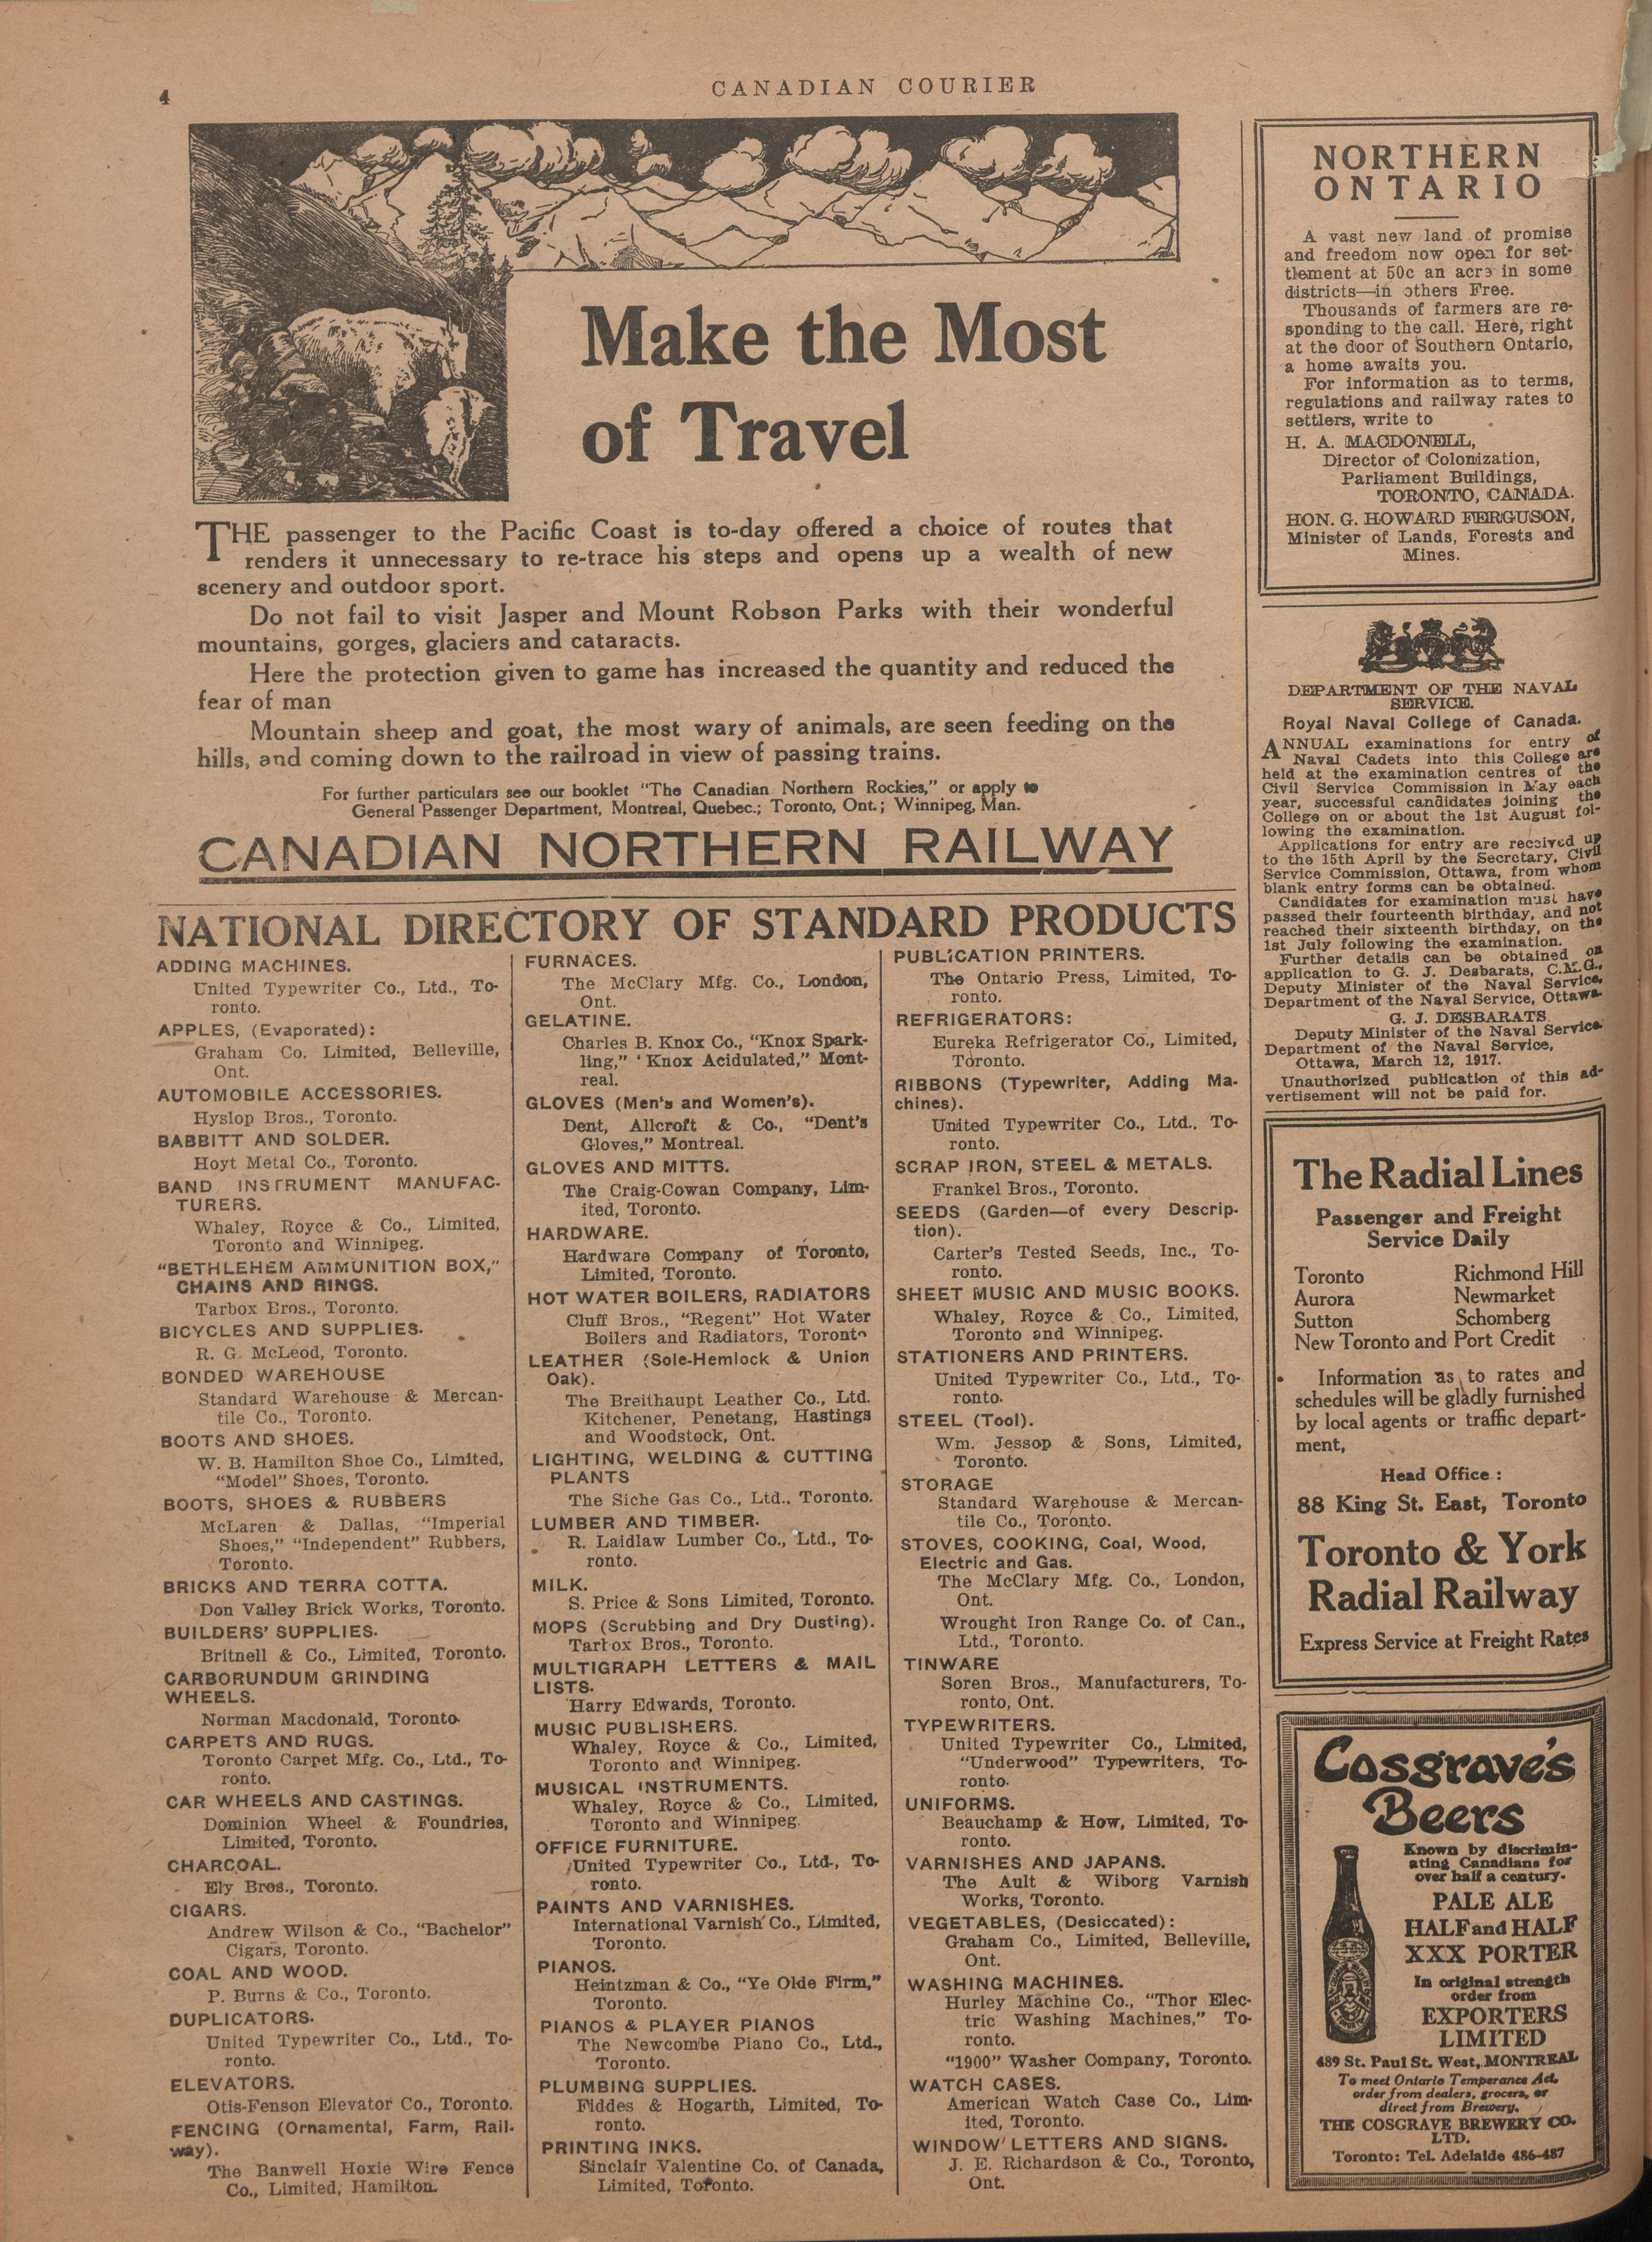 4
CANADIAN COURIER
Make the Most
of Travel
THE passenger to the Pacific Coast is to-day offered a choice of routes that
renders it unnecessary to re-trace his steps and opens up a wealth of new
scenery and outdoor sport.
Do not fail to visit Jasper and Mount Robson Parks with their wonderful
mountains, gorges, glaciers and cataracts.
Here the protection given to game has increased the quantity and reduced the
fear of man
Mountain sheep and goat, the most wary of animals, are seen feeding on the
hills, and coming down to the railroad in view of passing trains.
For further particulars see our booklet "The Canadian Northern Rockies," or apply to
General Passenger Department, Montreal, Quebec.; Toronto, Ont.; Winnipeg, Man.
CANADIAN NORTHERN RAILWAY
NATIONAL DIRECTORY OF STANDARD PRODUCTS
ADDING MACHINES.
United Typewriter Co., Ltd., To-
ronto.
APPLES, (Evaporated):
Graham Co. Limited, Belleville,
Ont.
AUTOMOBILE ACCESSORIES.
Hyslop Bros., Toronto.
BABBITT AND SOLDER.
Hoyt Metal Co., Toronto.
BAND INSTRUMENT MANUFAC-
TURERS.
Whaley, Royce & Co., Limited,
Toronto and Winnipeg.
"BETHLEHEM AMMUNITION BOX,"
CHAINS AND RINGS.
Tarbox Bros., Toronto.
BICYCLES AND SUPPLIES.
R. G. McLeod, Toronto.
BONDED WAREHOUSE
Standard Warehouse & Mercan-
tile Co., Toronto.
BOOTS AND SHOES.
W. B. Hamilton Shoe Co., Limited,
"Model" Shoes, Toronto.
BOOTS, SHOES & RUBBERS
McLaren & Dallas, "Imperial
Shoes," "Independent" Rubbers,
Toronto.
BRICKS AND TERRA COTTA.
Don Valley Brick Works, Toronto.
BUILDERS' SUPPLIES.
Britnell & Co., Limited, Toronto.
CARBORUNDUM GRINDING
WHEELS.
Norman Macdonald, Toronto.
CARPETS AND RUGS.
Toronto Carpet Mfg. Co., Ltd., To-
ronto.
CAR WHEELS AND CASTINGS.
Dominion Wheel & Foundries,
Limited, Toronto.
CHARCOAL.
Ely Bros., Toronto.
CIGARS.
Andrew Wilson & Co., "Bachelor"
Cigars, Toronto.
COAL AND WOOD.
P. Burns & Co., Toronto.
DUPLICATORS.
United Typewriter Co., Ltd., To-
ronto.
ELEVATORS.
Otis-Fenson Elevator Co., Toronto.
FENCING (Ornamental, Farm, Rail-
way).
The Banwell Hoxie Wire Fence
Co., Limited, Hamilton.
FURNACES.
The McClary Mfg. Co., London,
Ont.
GELATINE.
Charles B. Knox Co., "Knox Spark-
ling," 'Knox Acidulated," Mont-
real.
GLOVES (Men's and Women's).
Dent, Allcroft & Co., "Dent's
Gloves," Montreal.
GLOVES AND MITTS.
The Craig-Cowan Company, Lim-
ited, Toronto.
HARDWARE.
Hardware Company of Toronto,
Limited, Toronto.
HOT WATER BOILERS, RADIATORS
Cluff Bros., "Regent" Hot Water
Boilers and Radiators, Toronto
LEATHER (Sole-Hemlock & Union
Oak).
The Breithaupt Leather Co., Ltd.
Kitchener, Penetang, Hastings
and Woodstock, Ont.
LIGHTING, WELDING & CUTTING
PLANTS
The Siche Gas Co., Ltd., Toronto.
LUMBER AND TIMBER.
R. Laidlaw Lumber Co., Ltd., To-
ronto.
MILK.
S. Price & Sons Limited, Toronto.
MOPS (Scrubbing and Dry Dusting).
Tarbox Bros., Toronto.
MULTIGRAPH LETTERS & MAIL
LISTS.
Harry Edwards, Toronto.
MUSIC PUBLISHERS.
Whaley, Royce & Co., Limited,
Toronto and Winnipeg.
MUSICAL INSTRUMENTS.
Whaley, Royce & Co., Limited,
Toronto and Winnipeg.
OFFICE FURNITURE.
United Typewriter Co., Ltd., To-
ronto.
PAINTS AND VARNISHES.
International Varnish Co., Limited,
Toronto.
PIANOS.
Heintzman & Co., "Ye Olde Firm,"
Toronto.
PIANOS & PLAYER PIANOS
The Newcombe Piano Co., Ltd.,
Toronto.
PLUMBING SUPPLIES.
Fiddes & Hogarth, Limited, To-
ronto.
PRINTING INKS.
Sinclair Valentine Co. of Canada,
Limited, Toronto.
PUBLICATION PRINTERS.
The Ontario Press, Limited, To-
ronto.
REFRIGERATORS:
Eureka Refrigerator Co., Limited,
Toronto.
RIBBONS (Typewriter, Adding Ma-
chines).
United Typewriter Co., Ltd., To-
ronto.
SCRAP IRON, STEEL & METALS.
Frankel Bros., Toronto.
SEEDS (Garden—of every Descrip-
tion).
Carter's Tested Seeds, Inc., To-
ronto.
SHEET MUSIC AND MUSIC BOOKS.
Whaley, Royce & Co., Limited,
Toronto and Winnipeg.
STATIONERS AND PRINTERS.
United Typewriter Co., Ltd., To-
ronto.
STEEL (Tool).
Wm. Jessop & Sons, Limited,
Toronto.
STORAGE
Standard Warehouse & Mercan-
tile Co., Toronto.
STOVES, COOKING, Coal, Wood,
Electric and Gas.
The McClary Mfg. Co., London,
Ont.
Wrought Iron Range Co. of Can.,
Ltd., Toronto.
TINWARE
Soren Bros., Manufacturers, To-
ronto, Ont.
TYPEWRITERS.
United Typewriter Co., Limited,
"Underwood" Typewriters, To-
ronto.
UNIFORMS.
Beauchamp & How, Limited, To-
ronto.
VARNISHES AND JAPANS.
The Ault & Wiborg Varnish
Works, Toronto.
VEGETABLES, (Desiccated):
Graham Co., Limited, Belleville,
Ont.
WASHING MACHINES.
Hurley Machine Co., "Thor Elec-
tric Washing Machines," To-
ronto.
"1900" Washer Company, Toronto.
WATCH CASES.
American Watch Case Co., Lim-
ited, Toronto.
WINDOW LETTERS AND SIGNS.
J. E. Richardson & Co., Toronto,
Ont.
NORTHERN
ONTARIO
A vast new land of promise
and freedom now open for set-
tlement at 50c an acre in some
districts—in others Free.
Thousands of farmers are re-
sponding to the call. Here, right
at the door of Southern Ontario,
a home awaits you.
For information as to terms,
regulations and railway rates to
settlers, write to
H. A. MACDONELL,
Director of Colonization,
Parliament Buildings,
TORONTO, CANADA.
HON. G. HOWARD FERGUSON,
Minister of Lands, Forests and
Mines.
DEPARTMENT OF THE NAVAL
SERVICE.
Royal Naval College of Canada.
ANNUAL examinations for entry of
Naval Cadets into this College are
held at the examination centres of the
Civil Service Commission in May each
year, successful candidates joining the
College on or about the 1st August fol-
lowing the examination.
Applications for entry are received up
to the 15th April by the Secretary, Civil
Service Commission, Ottawa, from whom
blank entry forms can be obtained.
Candidates for examination must have
passed their fourteenth birthday, and not
reached their sixteenth birthday, on the
1st July following the examination.
Further details can be obtained on
application to G. J. Desbarats, C.M.G.,
Deputy Minister of the Naval Service,
Department of the Naval Service, Ottawa.
G. J. DESBARATS,
Deputy Minister of the Naval Service.
Department of the Naval Service,
Ottawa, March 12, 1917.
Unauthorized publication of this ad-
vertisement will not be paid for.
The Radial Lines
Passenger and Freight
Service Daily
Toronto Richmond Hill
Aurora Newmarket
Sutton Schomberg
New Toronto and Port Credit
Information as to rates and
schedules will be gladly furnished
by local agents or traffic depart-
ment,
Head Office:
88 King St. East, Toronto
Toronto & York
Radial Railway
Express Service at Freight Rates
Cosgrave's
Beers
Known by discrimin-
ating Canadians for
over half a century.
PALE ALE
HALF and HALF
XXX PORTER
In original strength
order from
EXPORTERS
LIMITED
489 St. Paul St. West, MONTREAL
To meet Ontario Temperance Act,
order from dealers, grocers, or
direct from Brewery.
THE COSGRAVE BREWERY CO.
LTD.
Toronto: Tel. Adelaide 486-487